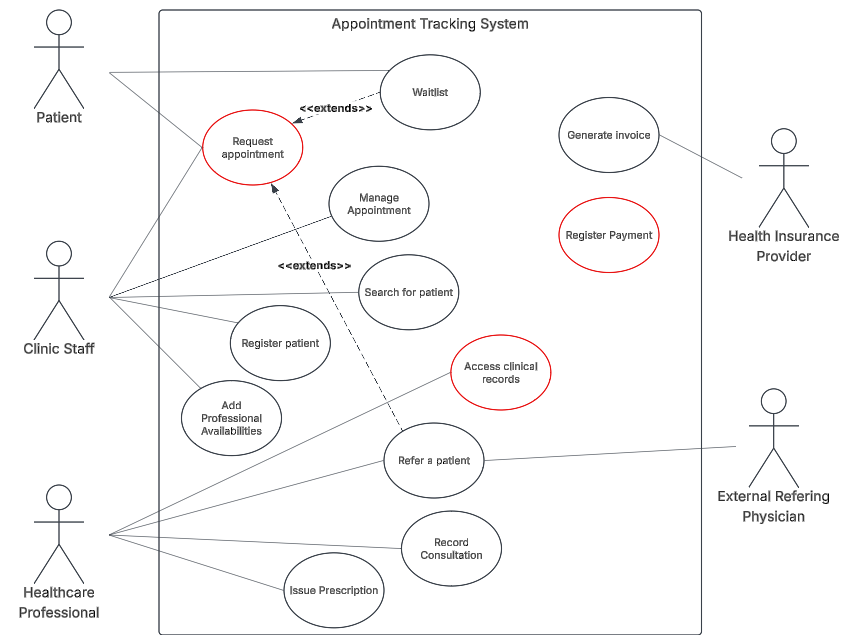 Appointment Tracking System
Patient
Waitlist
<<extends>>
Request
appointment
Generate invoice
Manage
Appointment
Register Payment
Health Insurance
Provider
<<extends>>
Clinic Staff
Search for patient
Register patient
Access clinical
records
Add
Professional
Availabilities
Refer a patient
External Refering
Physician
Record
Consultation
Issue Prescription
Healthcare
Professional